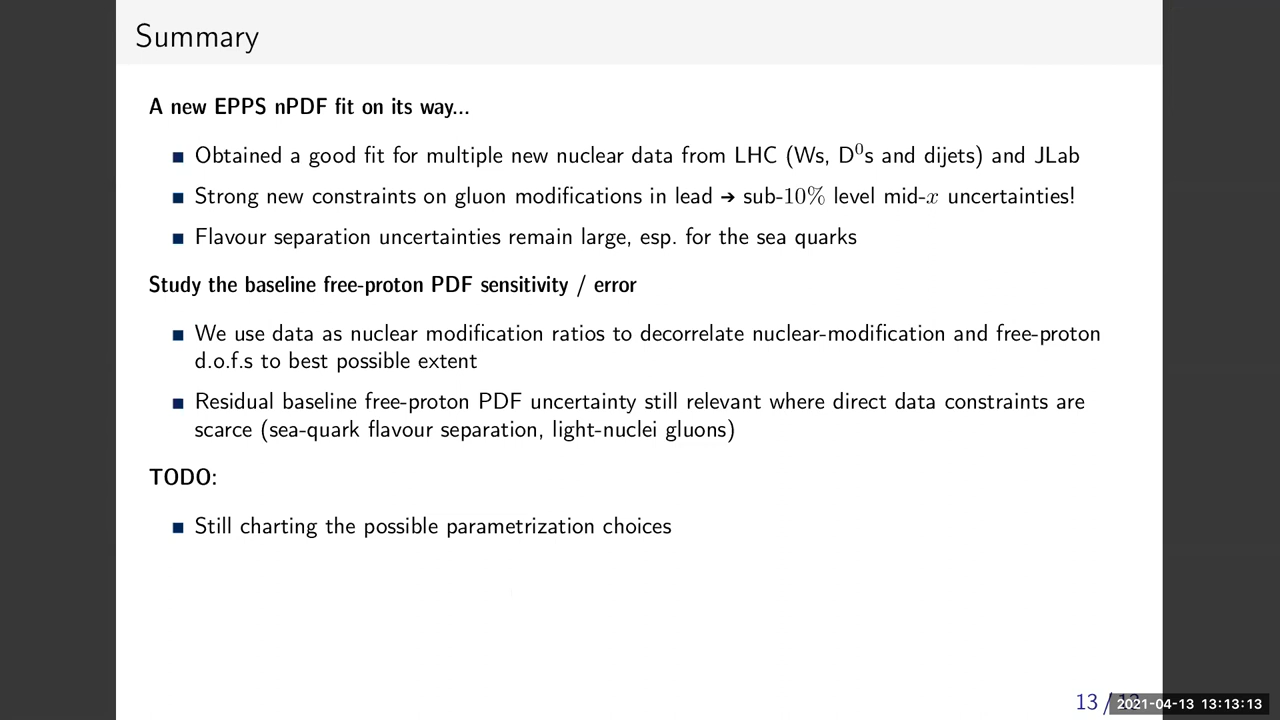 Summary
A new EPPS nPDF fit on its way...
Obtained a good fit for multiple new nuclear data from LHC (Ws, D⁰s and dijets) and JLab
Strong new constraints on gluon modifications in lead ➔ sub-10% level mid-x uncertainties!
Flavour separation uncertainties remain large, esp. for the sea quarks
Study the baseline free-proton PDF sensitivity / error
We use data as nuclear modification ratios to decorrelate nuclear-modification and free-proton
d.o.f.s to best possible extent
Residual baseline free-proton PDF uncertainty still relevant where direct data constraints are
scarce (sea-quark flavour separation, light-nuclei gluons)
TODO:
Still charting the possible parametrization choices
13 /
2021-04-13 13:13:13